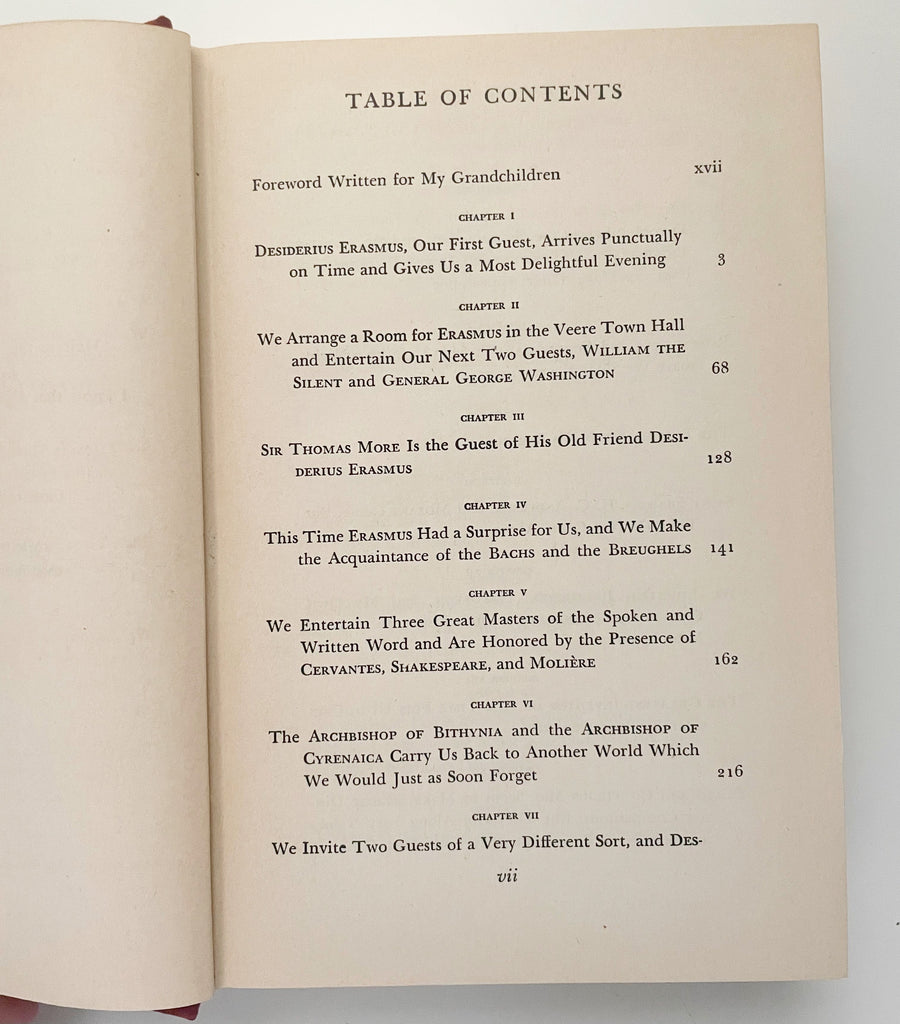 TABLE OF CONTENTS
Foreword Written for My Grandchildren xvii
CHAPTER I
DESIDERIUS ERASMUS, Our First Guest, Arrives Punctually
on Time and Gives Us a Most Delightful Evening 3
CHAPTER II
We Arrange a Room for ERASMUS in the Veere Town Hall
and Entertain Our Next Two Guests, WILLIAM THE
SILENT and GENERAL GEORGE WASHINGTON 68
CHAPTER III
SIR THOMAS MORE Is the Guest of His Old Friend DESI-
DERIUS ERASMUS 128
CHAPTER IV
This Time ERASMUS Had a Surprise for Us, and We Make
the Acquaintance of the BACHS and the BREUGHELS 141
CHAPTER V
We Entertain Three Great Masters of the Spoken and
Written Word and Are Honored by the Presence of
CERVANTES, SHAKESPEARE, and MOLIÈRE 162
CHAPTER VI
The ARCHBISHOP OF BITHYNIA and the ARCHBISHOP OF
CYRENAICA Carry Us Back to Another World Which
We Would Just as Soon Forget 216
CHAPTER VII
We Invite Two Guests of a Very Different Sort, and DES-
vii